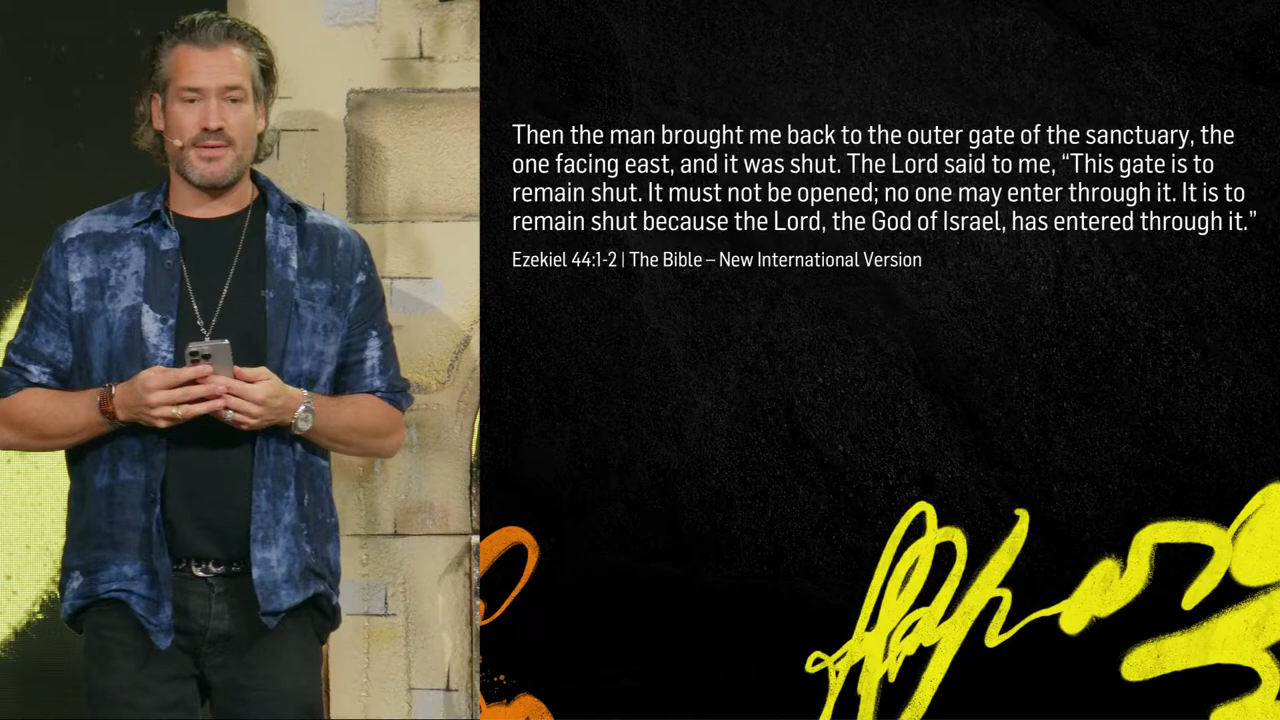 Then the man brought me back to the outer gate of the sanctuary, the
one facing east, and it was shut. The Lord said to me, “This gate is to
remain shut. It must not be opened; no one may enter through it. It is to
remain shut because the Lord, the God of Israel, has entered through it.”
Ezekiel 44:1-2 | The Bible – New International Version